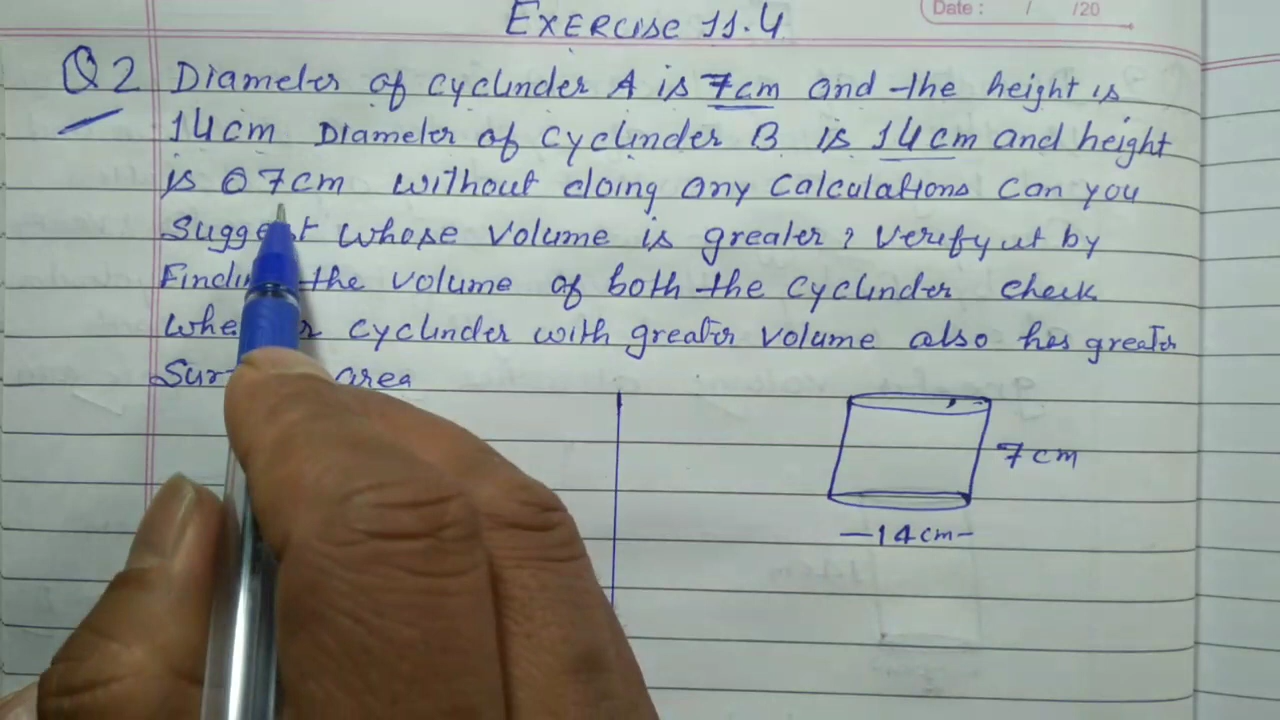 Date : / /20
EXERCISE 11.4
Q2 Diameter of cyclinder A is 7cm and the height is
14cm Diameter of cyclinder B is 14cm and height
is 07cm without doing any calculations can you
suggest whose volume is greater? Verify it by
the volume of both the cyclinder check
cyclinder with greater volume also has greater
area
7cm
14cm